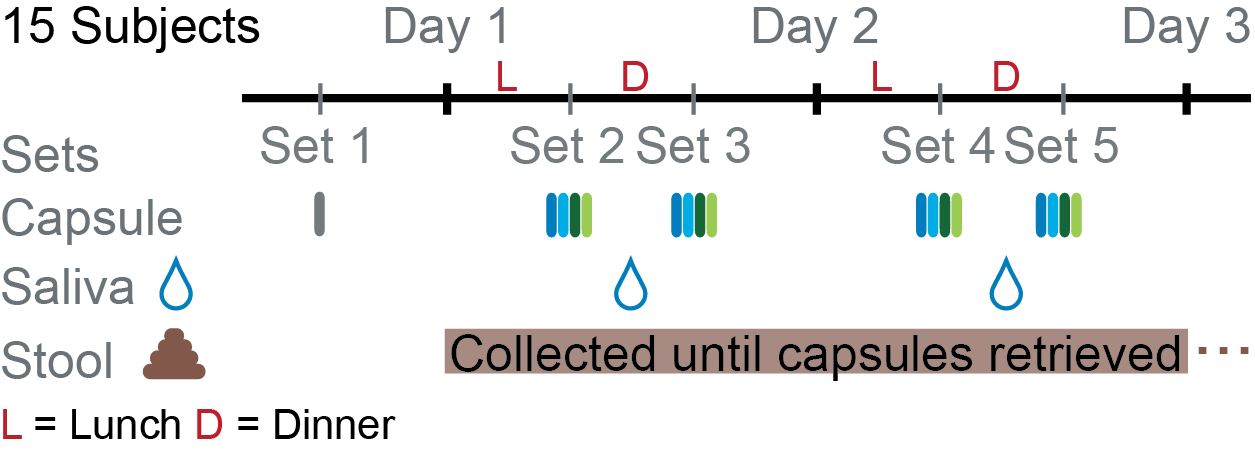 15 Subjects Day 1 Day 2 Day 3
L D L D
Sets Set 1 Set 2 Set 3 Set 4 Set 5
Capsule
Saliva
Stool Collected until capsules retrieved ...
L = Lunch D = Dinner